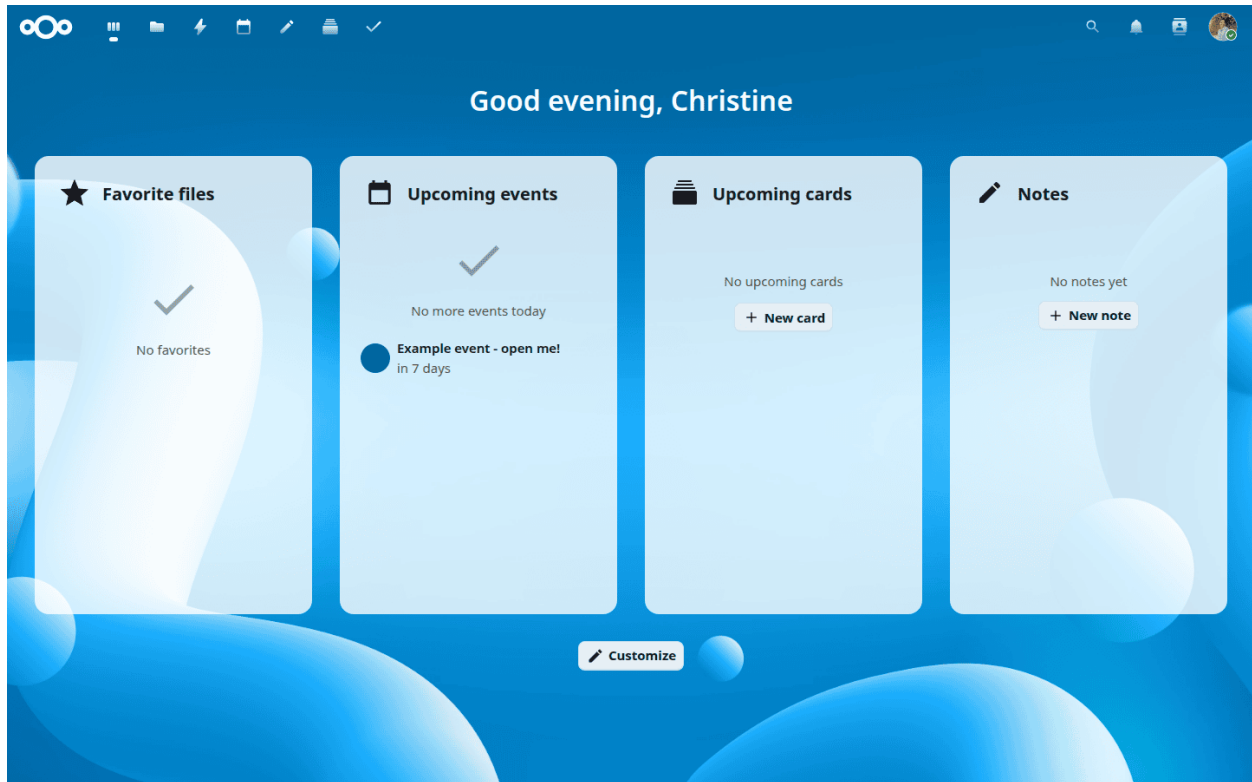 Good evening, Christine
Favorite files
No favorites
Upcoming events
No more events today
Example event - open me!
in 7 days
Upcoming cards
No upcoming cards
+ New card
Notes
No notes yet
+ New note
Customize